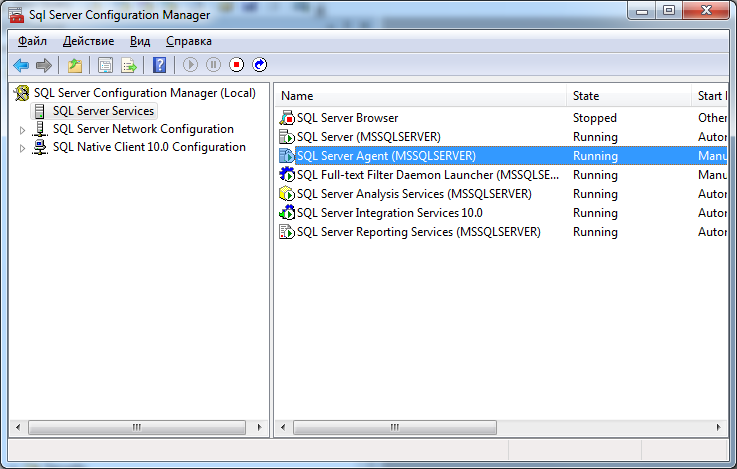 Sql Server Configuration Manager
Файл Действие Вид Справка
SQL Server Configuration Manager (Local)
SQL Server Services
SQL Server Network Configuration
SQL Native Client 10.0 Configuration
Name State Start
SQL Server Browser Stopped Other
SQL Server (MSSQLSERVER) Running Autor
SQL Server Agent (MSSQLSERVER) Running Manu
SQL Full-text Filter Daemon Launcher (MSSQLSE... Running Manu
SQL Server Analysis Services (MSSQLSERVER) Running Autor
SQL Server Integration Services 10.0 Running Autor
SQL Server Reporting Services (MSSQLSERVER) Running Autor